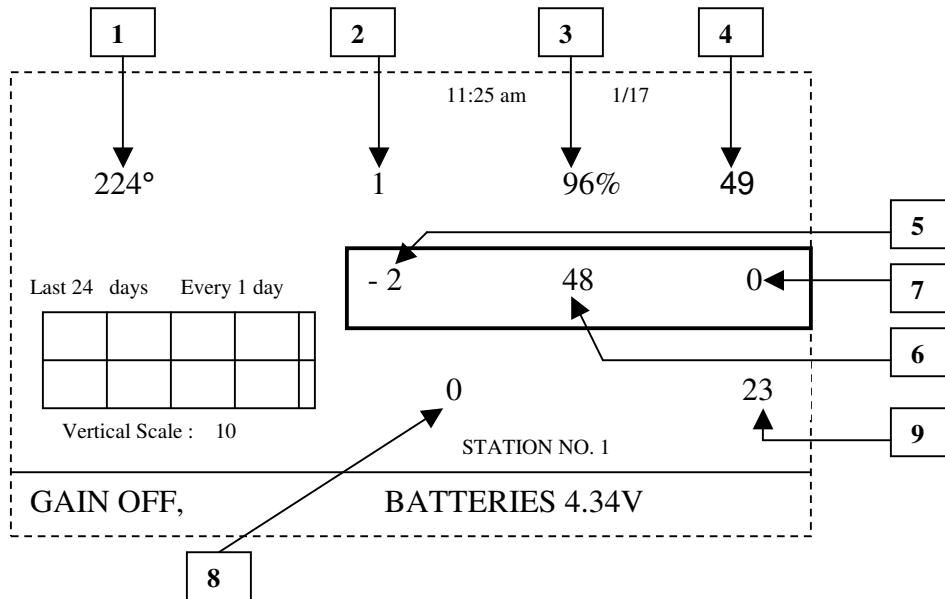 1 2 3 4
11:25 am 1/17
224° 1 96% 49
5
- 2 48 0
7
Last 24 days Every 1 day
6
0 23
Vertical Scale : 10
9
STATION NO. 1
GAIN OFF, BATTERIES 4.34V
8